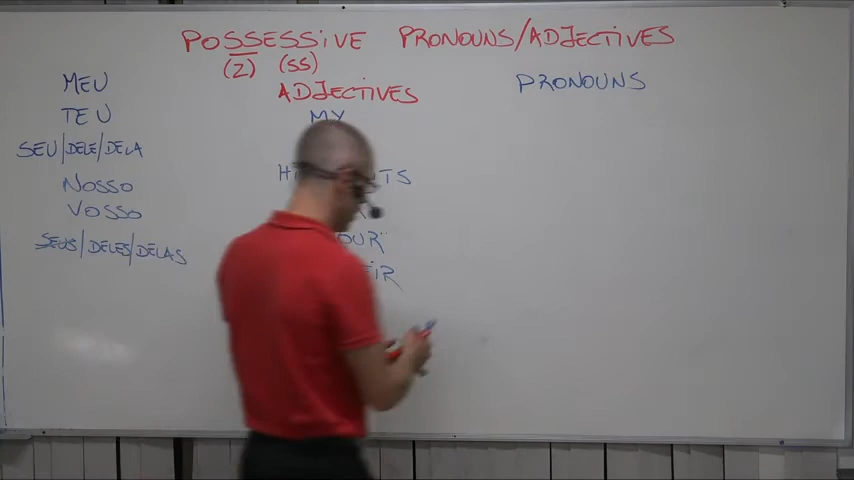 POSSESSIVE PRONOUNS/ADJECTIVES
(Z) (SS)
MEU ADJECTIVES PRONOUNS
TEU MY
SEU/DELE/DELA
NOSSO
VOSSO
SEUS/DELES/DELAS